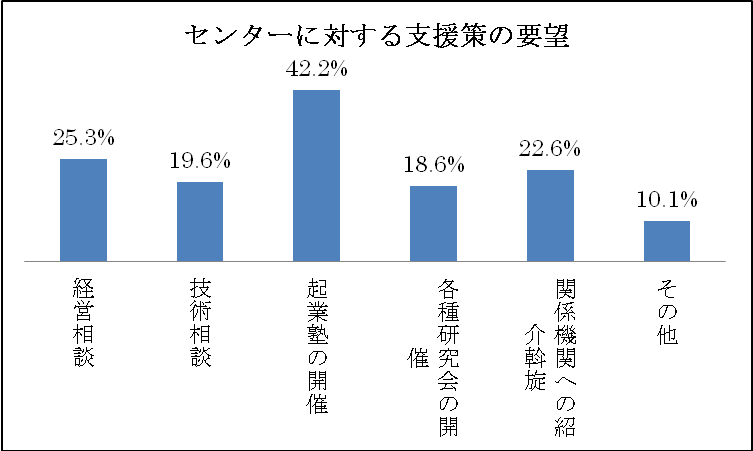 センターに対する支援策の要望
25.3%
19.6%
42.2%
18.6%
22.6%
10.1%
経営相談
技術相談
起業塾の開催
各種研究会の開
催
関係機関への紹
介斡旋
その他